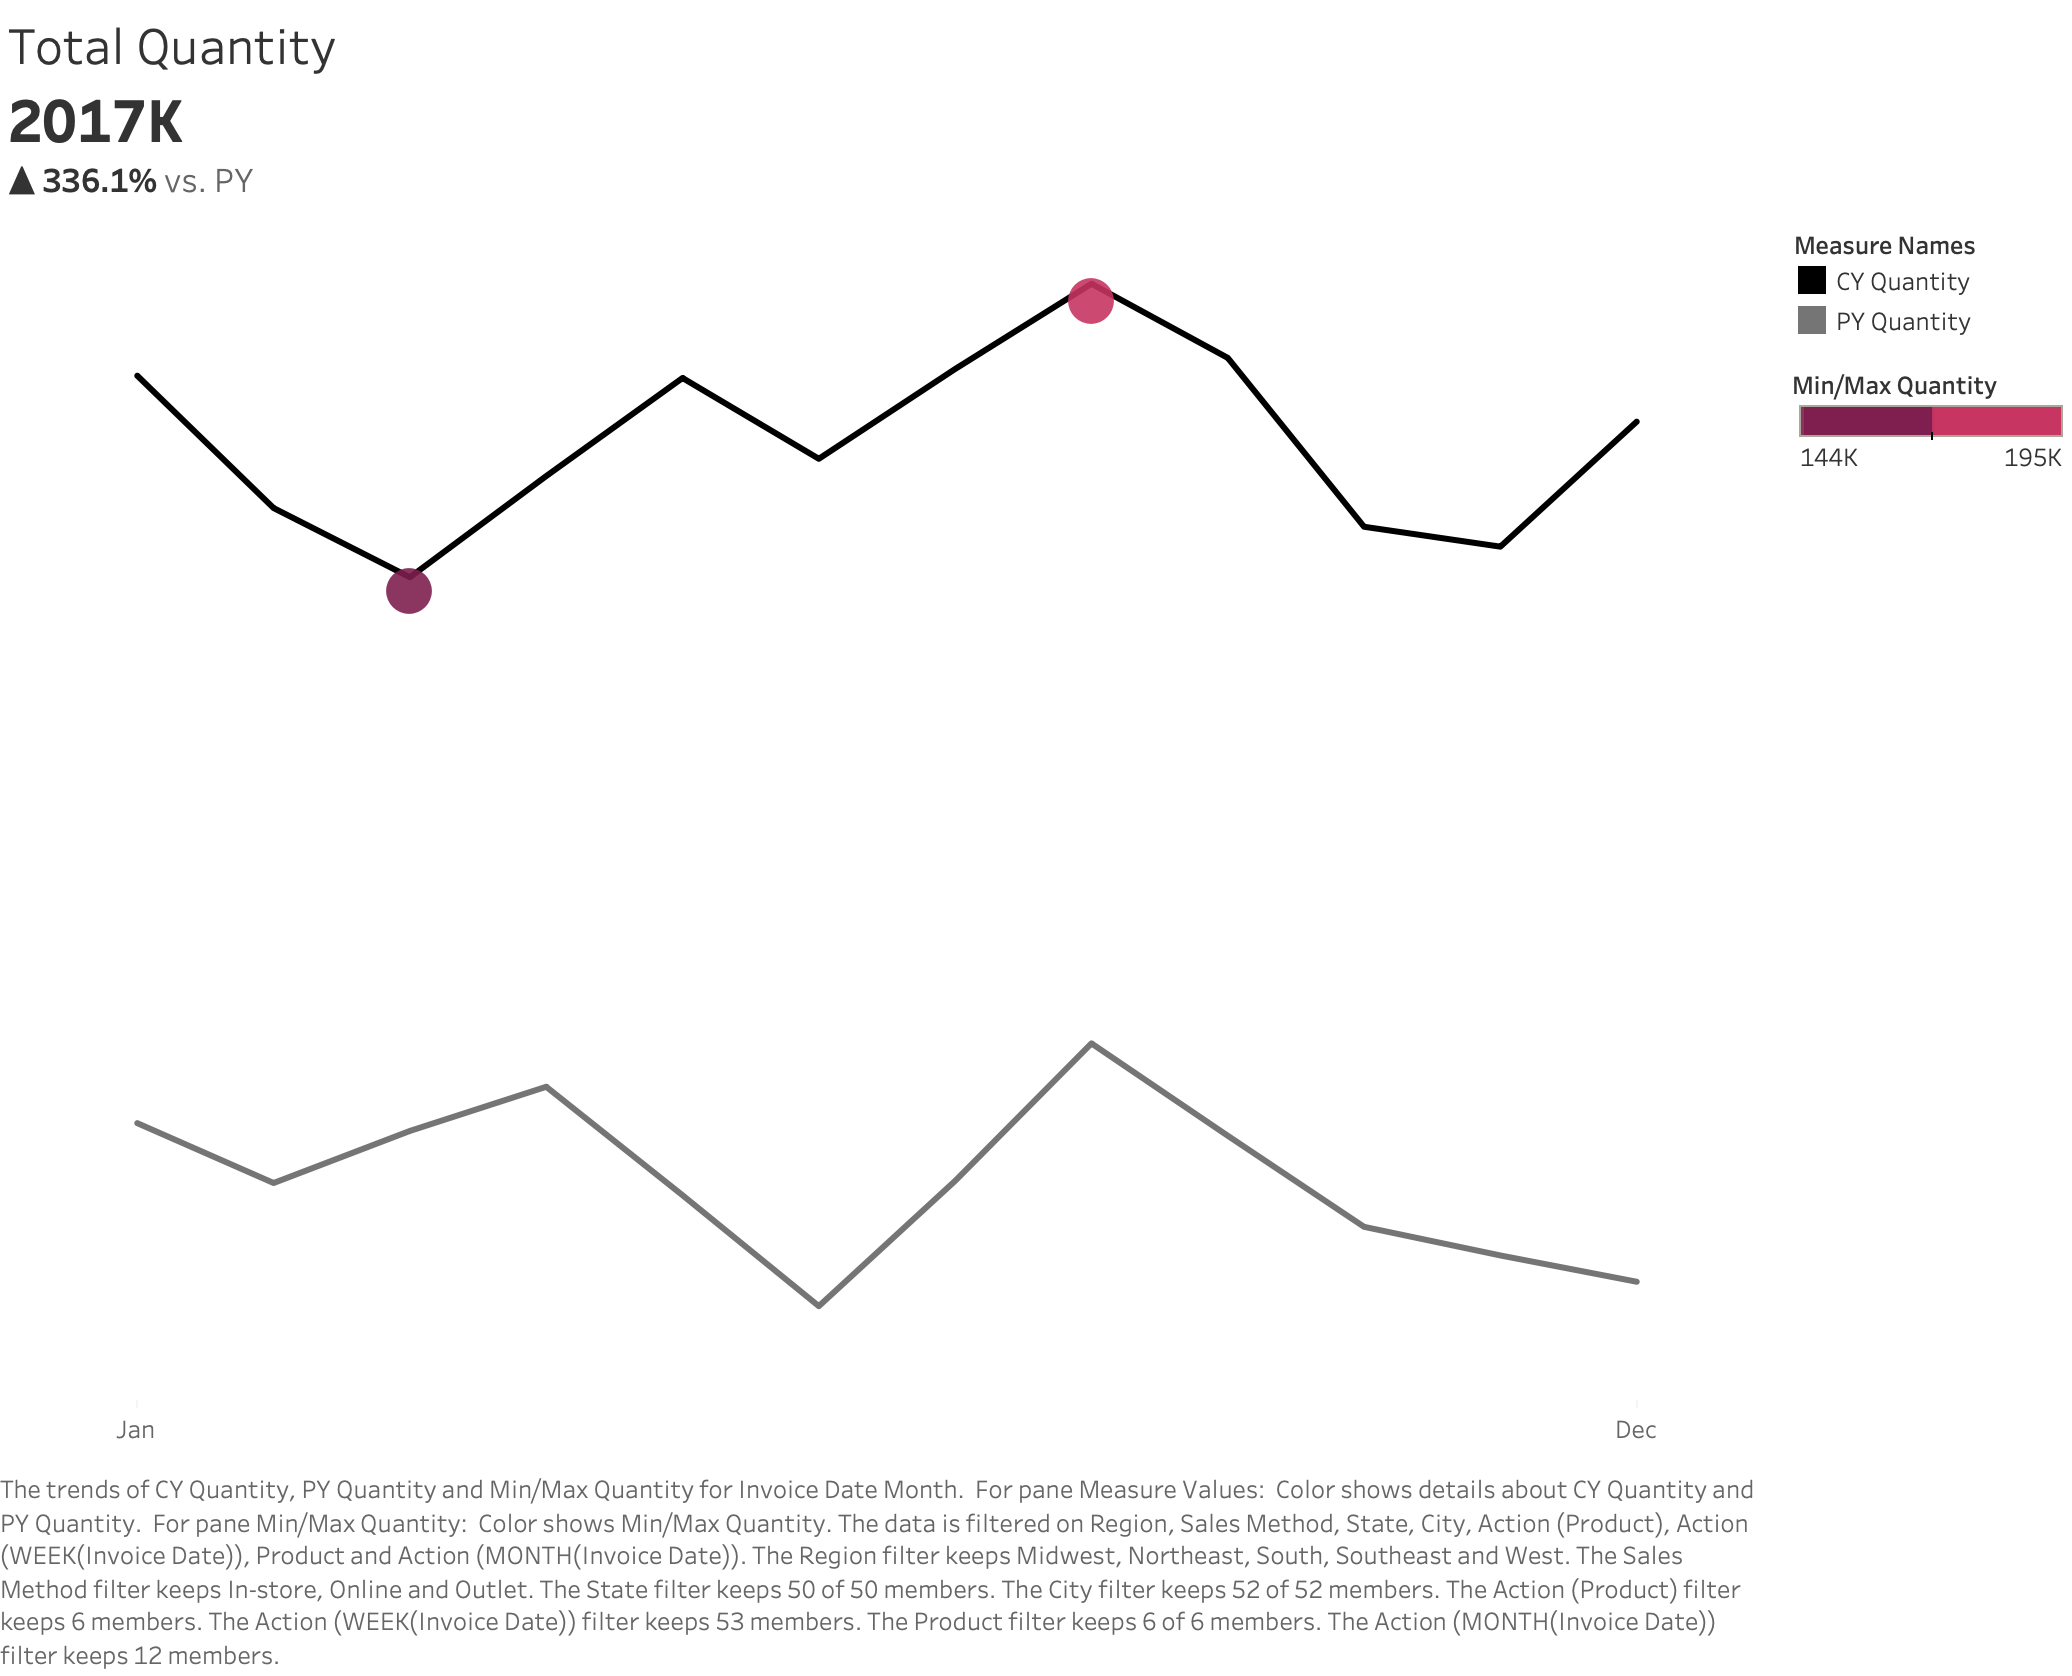 Total Quantity
2017K
▲ 336.1% vs. PY
Measure Names
CY Quantity
PY Quantity
Min/Max Quantity
144K 195K
Jan Dec
The trends of CY Quantity, PY Quantity and Min/Max Quantity for Invoice Date Month.  For pane Measure Values:  Color shows details about CY Quantity and
PY Quantity.  For pane Min/Max Quantity:  Color shows Min/Max Quantity. The data is filtered on Region, Sales Method, State, City, Action (Product), Action
(WEEK(Invoice Date)), Product and Action (MONTH(Invoice Date)). The Region filter keeps Midwest, Northeast, South, Southeast and West. The Sales
Method filter keeps In-store, Online and Outlet. The State filter keeps 50 of 50 members. The City filter keeps 52 of 52 members. The Action (Product) filter
keeps 6 members. The Action (WEEK(Invoice Date)) filter keeps 53 members. The Product filter keeps 6 of 6 members. The Action (MONTH(Invoice Date))
filter keeps 12 members.